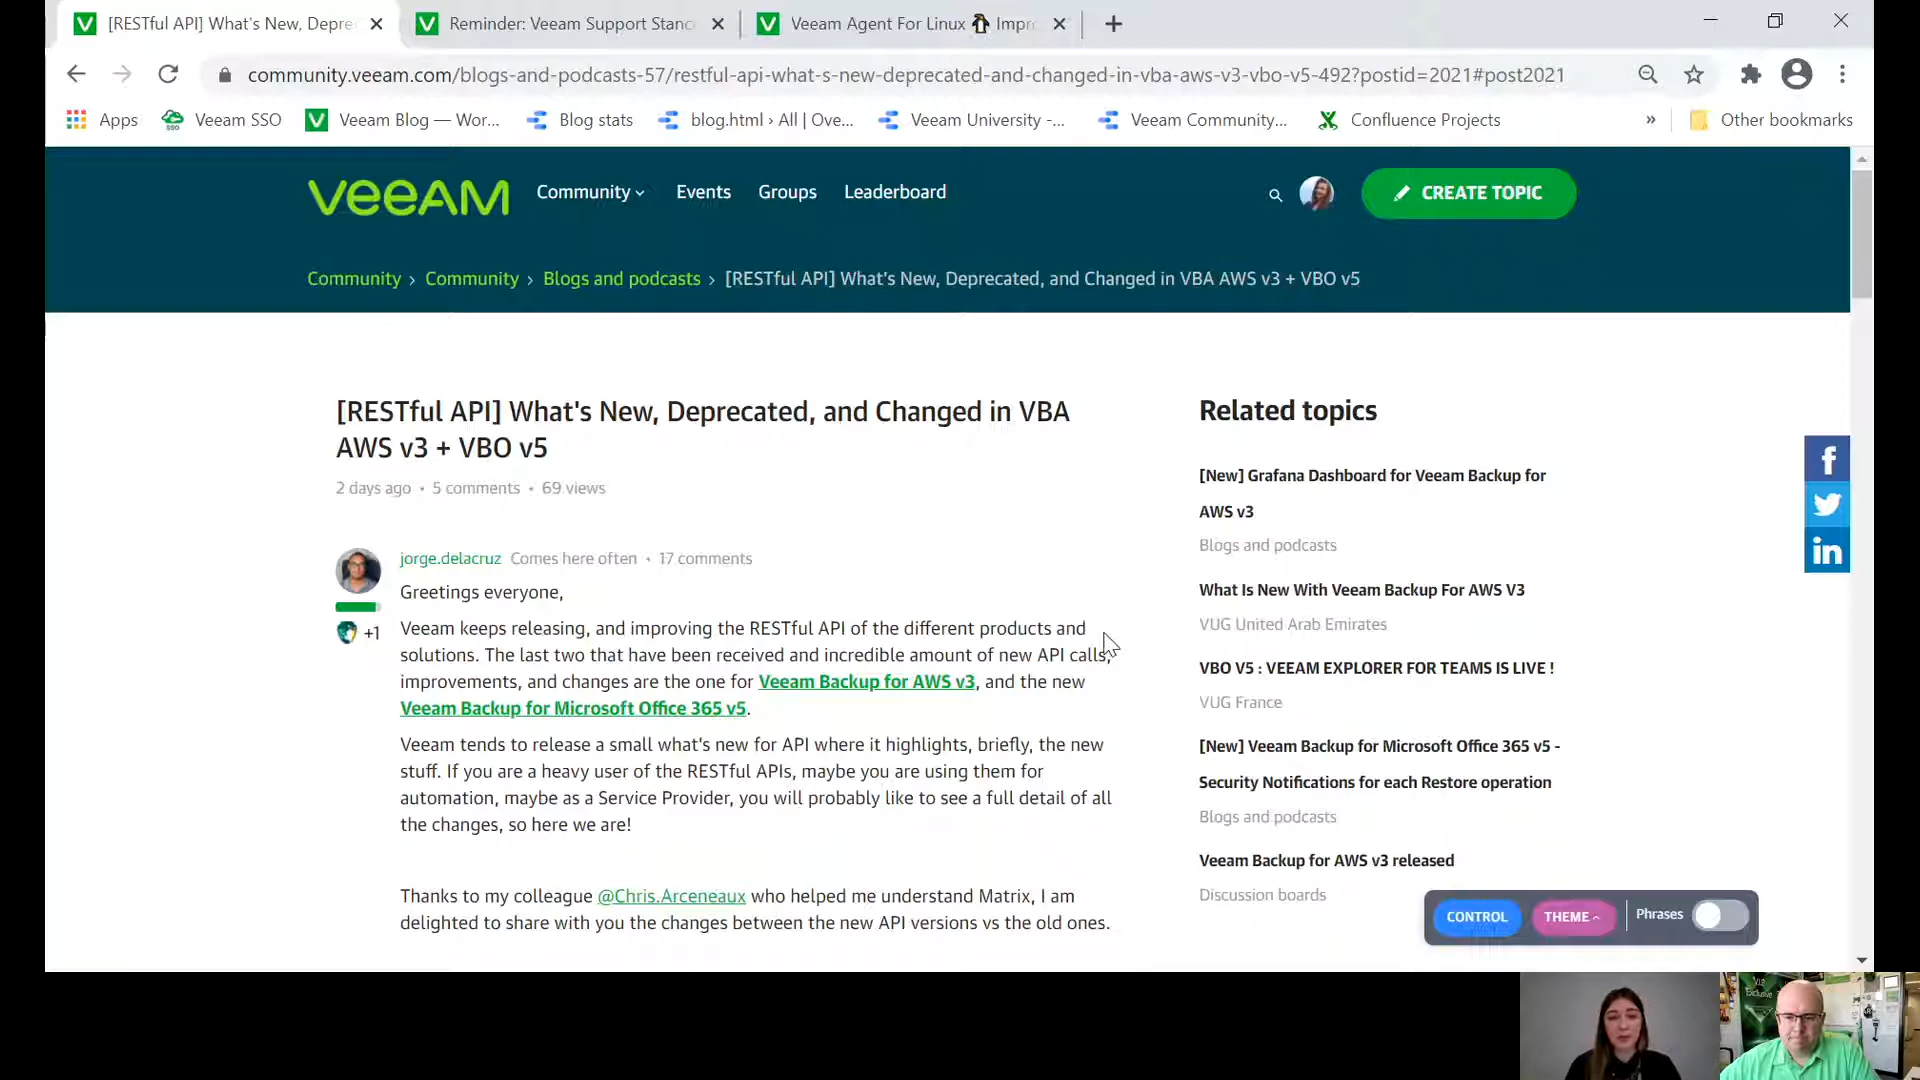 [RESTful API] What's New, Depre
Reminder: Veeam Support Stanc
Veeam Agent For Linux 🐧 Impr
community.veeam.com/blogs-and-podcasts-57/restful-api-what-s-new-deprecated-and-changed-in-vba-aws-v3-vbo-v5-492?postid=2021#post2021
Apps
Veeam SSO
Veeam Blog — Wor...
Blog stats
blog.html › All | Ove...
Veeam University -...
Veeam Community...
Confluence Projects
»
Other bookmarks
VEEAM
Community
Events
Groups
Leaderboard
CREATE TOPIC
Community › Community › Blogs and podcasts › [RESTful API] What's New, Deprecated, and Changed in VBA AWS v3 + VBO v5
[RESTful API] What's New, Deprecated, and Changed in VBA
AWS v3 + VBO v5
2 days ago • 5 comments • 69 views
jorge.delacruz Comes here often • 17 comments
+1
Greetings everyone,
Veeam keeps releasing, and improving the RESTful API of the different products and
solutions. The last two that have been received and incredible amount of new API calls,
improvements, and changes are the one for Veeam Backup for AWS v3, and the new
Veeam Backup for Microsoft Office 365 v5.
Veeam tends to release a small what's new for API where it highlights, briefly, the new
stuff. If you are a heavy user of the RESTful APIs, maybe you are using them for
automation, maybe as a Service Provider, you will probably like to see a full detail of all
the changes, so here we are!
Thanks to my colleague @Chris.Arceneaux who helped me understand Matrix, I am
delighted to share with you the changes between the new API versions vs the old ones.
Related topics
[New] Grafana Dashboard for Veeam Backup for
AWS v3
Blogs and podcasts
What Is New With Veeam Backup For AWS V3
VUG United Arab Emirates
VBO V5 : VEEAM EXPLORER FOR TEAMS IS LIVE !
VUG France
[New] Veeam Backup for Microsoft Office 365 v5 -
Security Notifications for each Restore operation
Blogs and podcasts
Veeam Backup for AWS v3 released
Discussion boards
CONTROL
THEME
Phrases